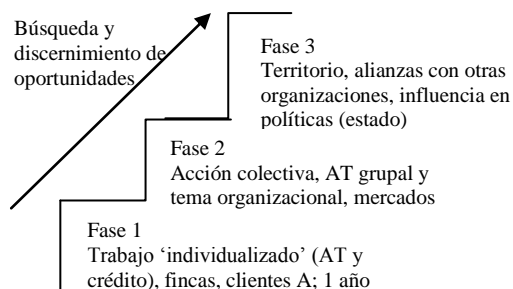 Búsqueda y
discernimiento de
oportunidades
Fase 3
Territorio, alianzas con otras
organizaciones, influencia en
políticas (estado)
Fase 2
Acción colectiva, AT grupal y
tema organizacional, mercados
Fase 1
Trabajo ‘individualizado’ (AT y
crédito), fincas, clientes A; 1 año